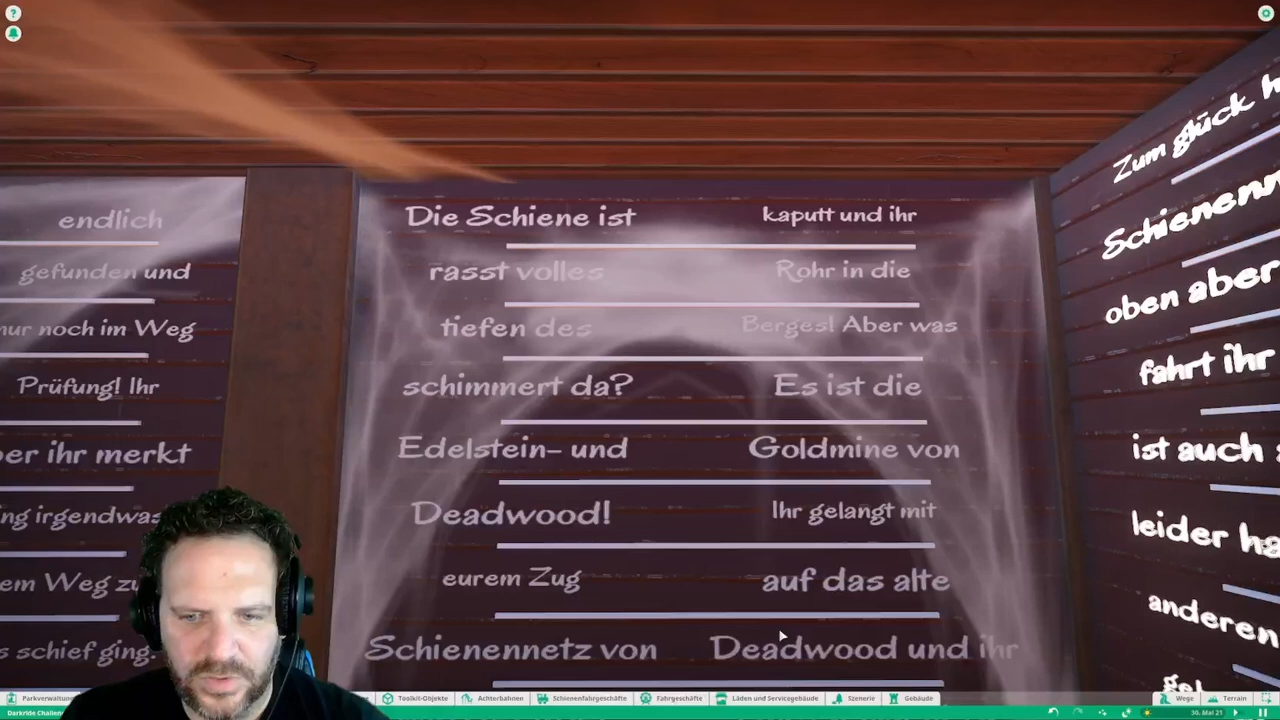 endlich
gefunden und
nur noch im Weg
Prüfung! Ihr
ber ihr merkt
ng irgendwas
em Weg zu
s schief ging.
Die Schiene ist kaputt und ihr
rasst volles Rohr in die
tiefen des Berges! Aber was
schimmert da? Es ist die
Edelstein- und Goldmine von
Deadwood! Ihr gelangt mit
eurem Zug auf das alte
Schienennetz von Deadwood und ihr
Zum glück h
Schienenn
oben aber
fahrt ihr
ist auch
leider ha
anderen
gel
Parkverwaltung
Toolkit-Objekte
Achterbahnen
Schienenfahrgeschäfte
Fahrgeschäfte
Läden und Servicegebäude
Szenerie
Gebäude
Wege
Terrain
Darkride Challen
30. Mai 21